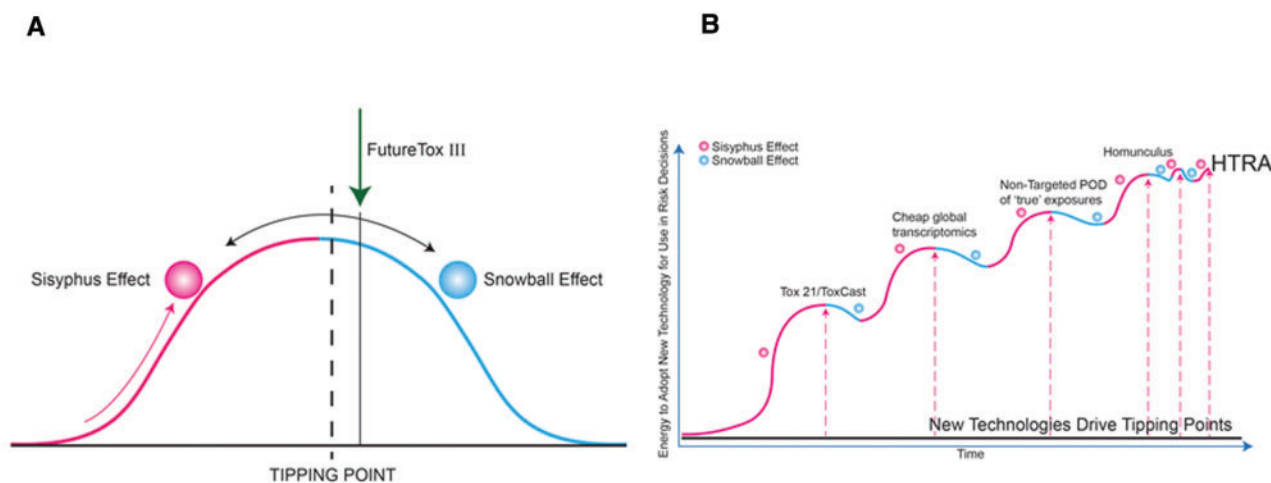 A
FutureTox III
Sisyphus Effect
Snowball Effect
TIPPING POINT
B
Energy to Adopt New Technology for Use in Risk Decisions
Sisyphus Effect
Snowball Effect
Homunculus
HTRA
Non-Targeted POD
of 'true' exposures
Cheap global
transcriptomics
Tox 21/ToxCast
New Technologies Drive Tipping Points
Time